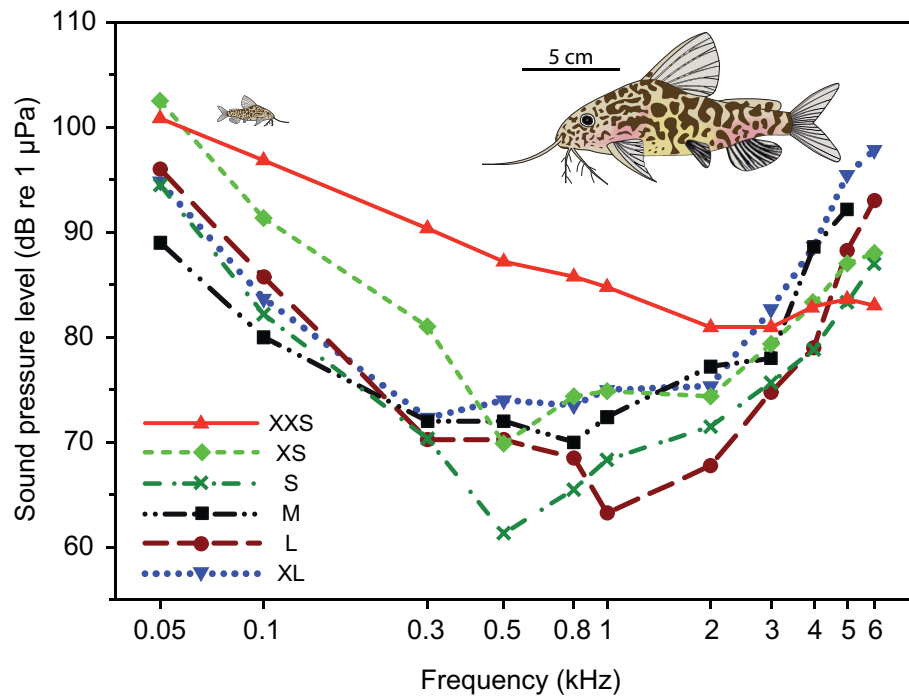 110
100
90
80
70
60
Sound pressure level (dB re 1 µPa)
5 cm
XXS
XS
S
M
L
XL
0.05 0.1 0.3 0.5 0.8 1 2 3 4 5 6
Frequency (kHz)